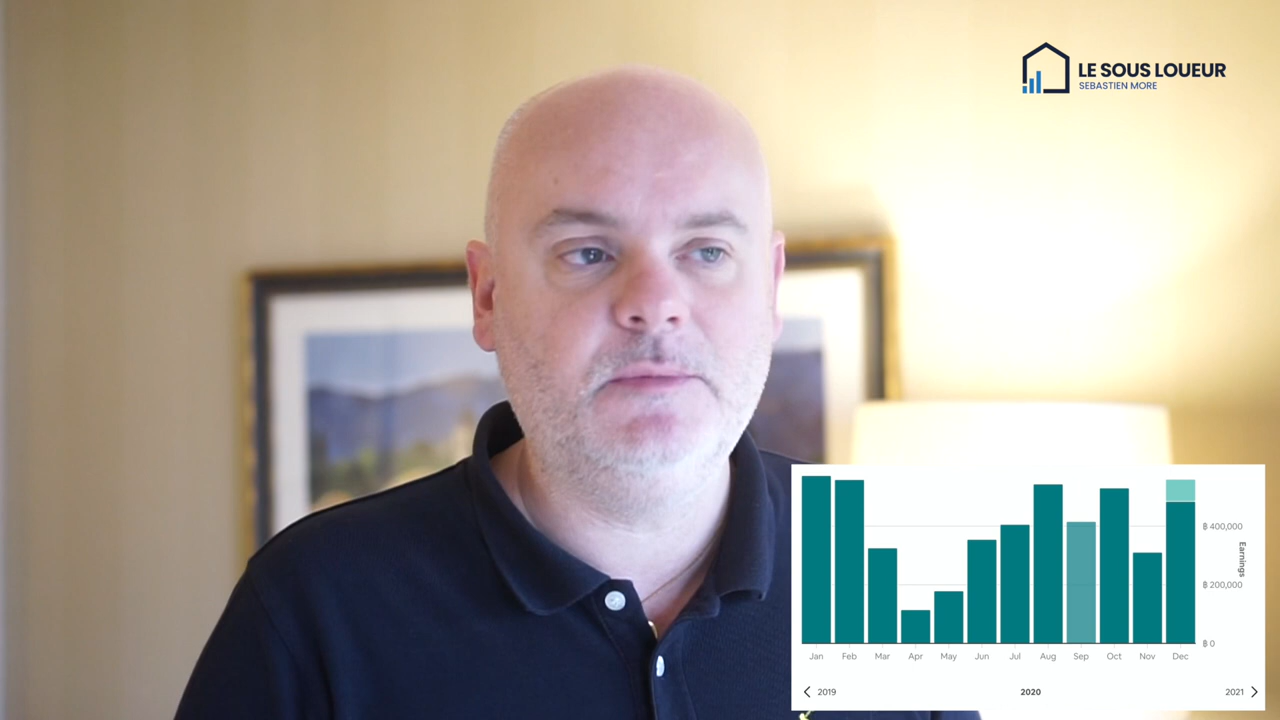 LE SOUS LOUEUR
SEBASTIEN MORE
฿ 400,000
฿ 200,000
฿ 0
Earnings
Jan Feb Mar Apr May Jun Jul Aug Sep Oct Nov Dec
2019 2020 2021